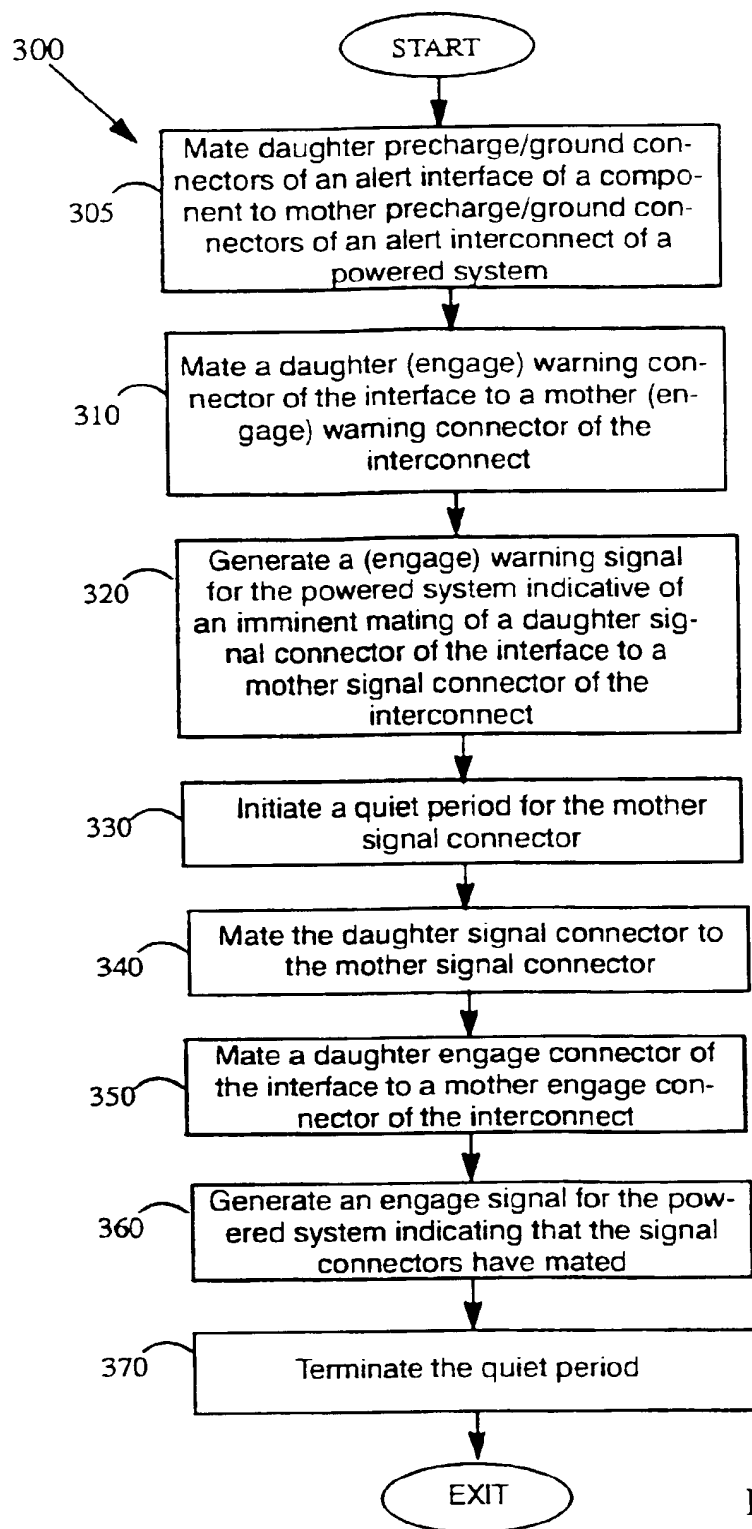 START
300
Mate daughter precharge/ground con-
nectors of an alert interface of a compo-
nent to mother precharge/ground con-
nectors of an alert interconnect of a
powered system
305
Mate a daughter (engage) warning con-
nector of the interface to a mother (en-
gage) warning connector of the
interconnect
310
Generate a (engage) warning signal
for the powered system indicative of
an imminent mating of a daughter sig-
nal connector of the interface to a
mother signal connector of the
interconnect
320
Initiate a quiet period for the mother
signal connector
330
Mate the daughter signal connector to
the mother signal connector
340
Mate a daughter engage connector of
the interface to a mother engage con-
nector of the interconnect
350
Generate an engage signal for the pow-
ered system indicating that the signal
connectors have mated
360
Terminate the quiet period
370
EXIT